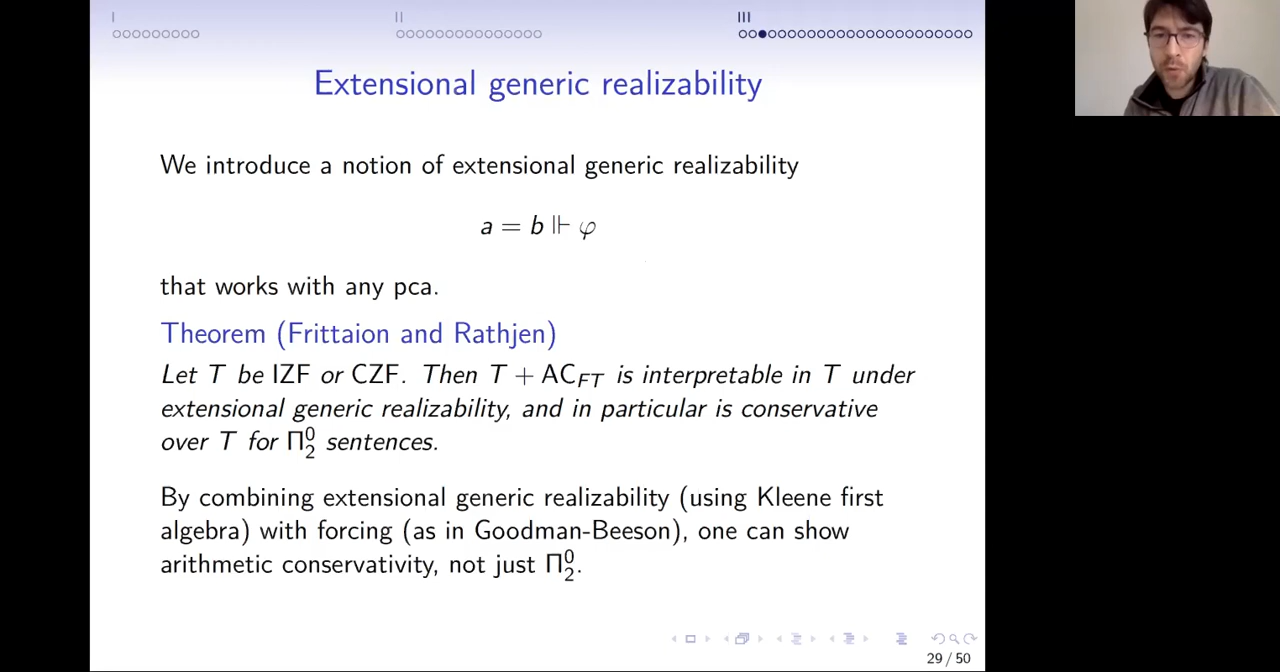 I II III
Extensional generic realizability
We introduce a notion of extensional generic realizability
a = b ⊩ φ
that works with any pca.
Theorem (Frittaion and Rathjen)
Let T be IZF or CZF. Then T + AC_FT is interpretable in T under
extensional generic realizability, and in particular is conservative
over T for Π⁰₂ sentences.
By combining extensional generic realizability (using Kleene first
algebra) with forcing (as in Goodman-Beeson), one can show
arithmetic conservativity, not just Π⁰₂.
29 / 50